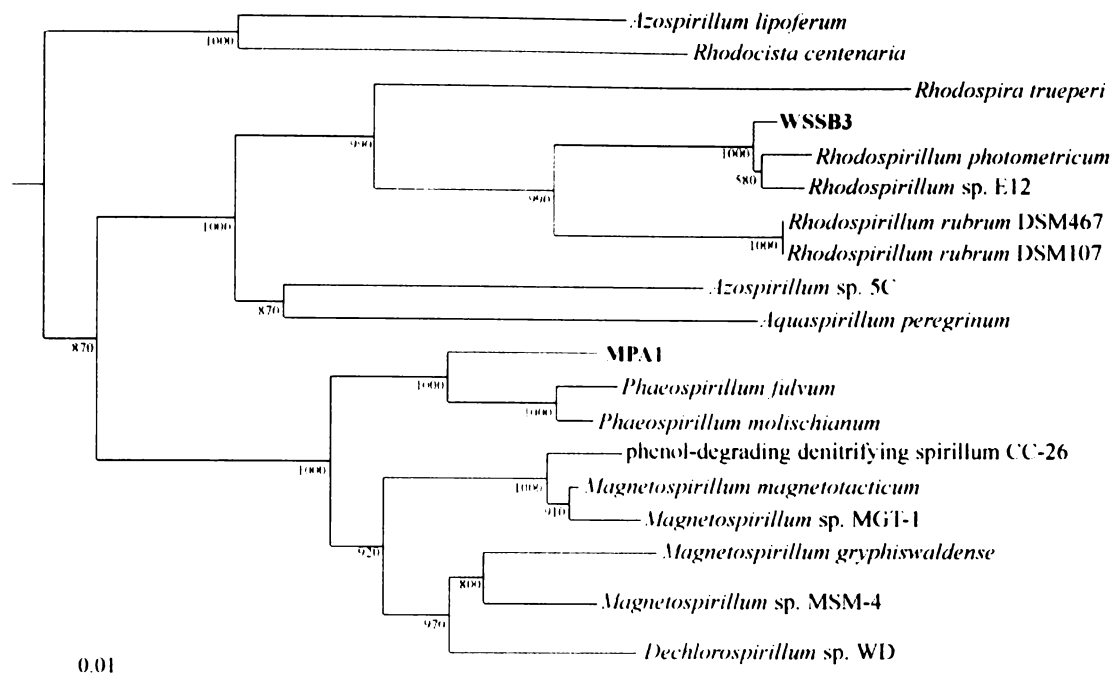 Azospirillum lipoferum
1000
Rhodocista centenaria
Rhodospira trueperi
990
WSSB3
1000
Rhodospirillum photometricum
580
Rhodospirillum sp. E12
990
Rhodospirillum rubrum DSM467
1000
Rhodospirillum rubrum DSM107
1000
Azospirillum sp. 5C
870
Aquaspirillum peregrinum
870
MPA1
1000
Phaeospirillum fulvum
1000
Phaeospirillum molischianum
1000
phenol-degrading denitrifying spirillum CC-26
1000
Magnetospirillum magnetotacticum
910
Magnetospirillum sp. MGT-1
920
Magnetospirillum gryphiswaldense
800
Magnetospirillum sp. MSM-4
970
Dechlorospirillum sp. WD
0.01